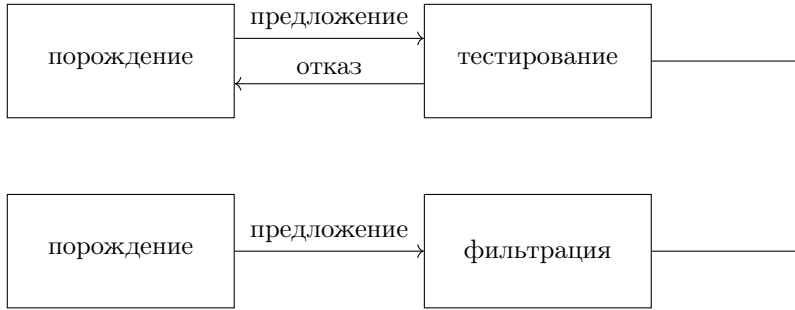 предложение
порождение
тестирование
отказ
предложение
порождение
фильтрация